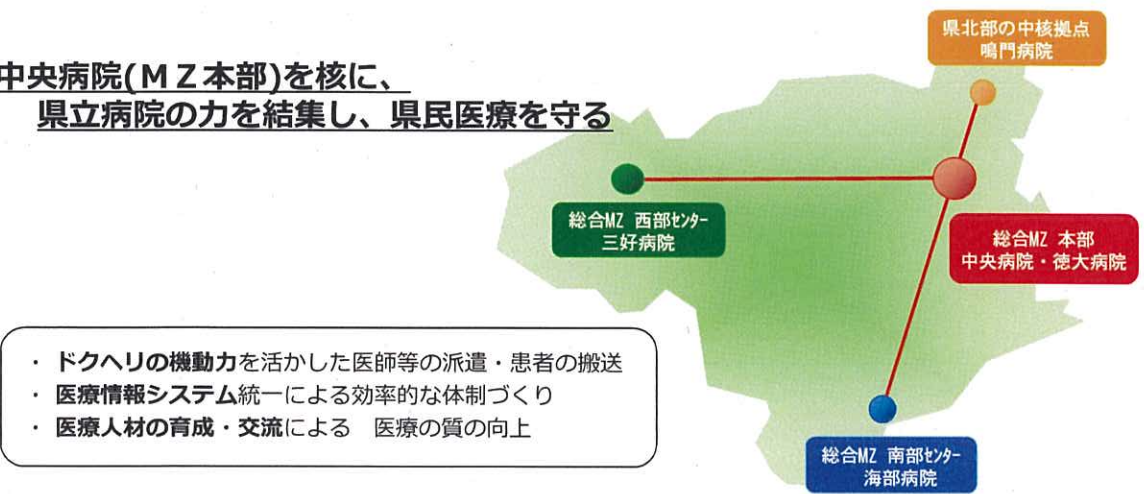 中央病院(ＭＺ本部)を核に、
県立病院の力を結集し、県民医療を守る
県北部の中核拠点
鳴門病院
総合MZ 西部ｾﾝﾀｰ
三好病院
総合MZ 本部
中央病院・徳大病院
・ ドクヘリの機動力を活かした医師等の派遣・患者の搬送
・ 医療情報システム統一による効率的な体制づくり
・ 医療人材の育成・交流による　医療の質の向上
総合MZ 南部ｾﾝﾀｰ
海部病院